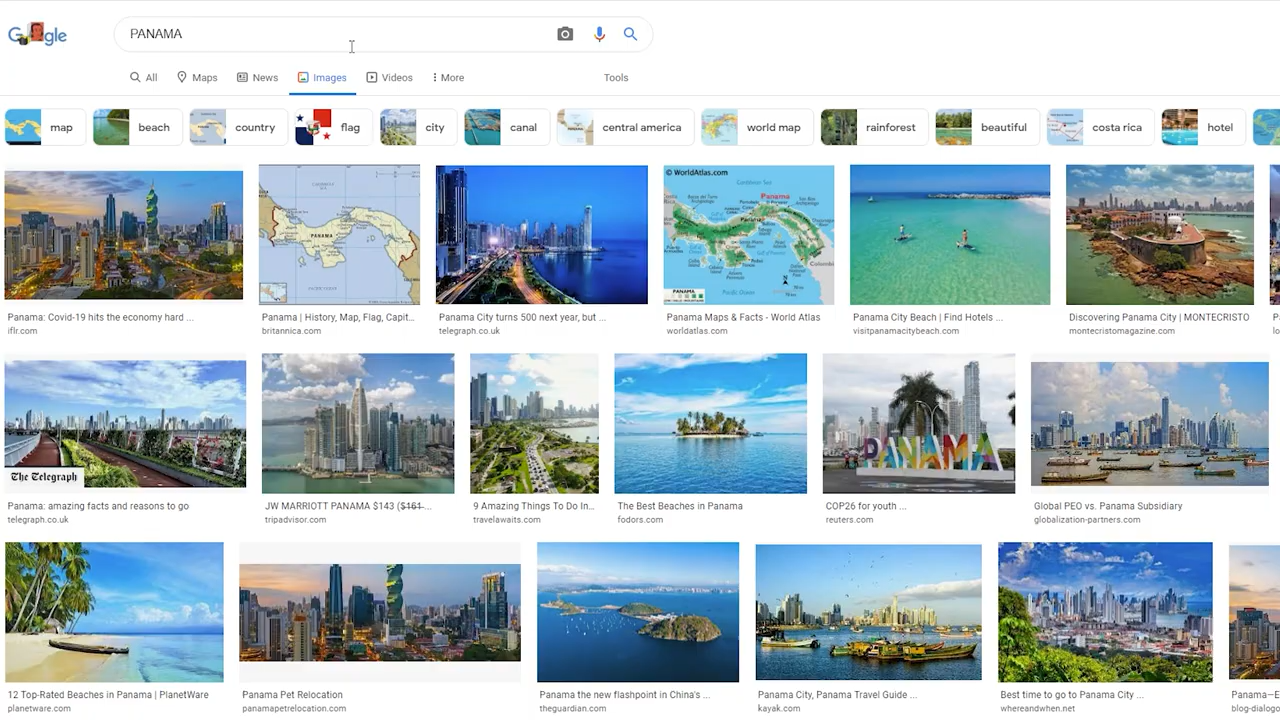 Google
PANAMA
All
Maps
News
Images
Videos
More
Tools
map
beach
country
flag
city
canal
central america
world map
rainforest
beautiful
costa rica
hotel
© WorldAtlas.com
Panama
PANAMA
Panama: Covid-19 hits the economy hard ...
iflr.com
Panama | History, Map, Flag, Capit...
britannica.com
Panama City turns 500 next year, but ...
telegraph.co.uk
Panama Maps & Facts - World Atlas
worldatlas.com
Panama City Beach | Find Hotels ...
visitpanamacitybeach.com
Discovering Panama City | MONTECRISTO
montecristomagazine.com
The Telegraph
PANAMA
Panama: amazing facts and reasons to go
telegraph.co.uk
JW MARRIOTT PANAMA $143 ($161-...
tripadvisor.com
9 Amazing Things To Do In...
travelawaits.com
The Best Beaches in Panama
fodors.com
COP26 for youth ...
reuters.com
Global PEO vs. Panama Subsidiary
globalization-partners.com
12 Top-Rated Beaches in Panama | PlanetWare
planetware.com
Panama Pet Relocation
panamapetrelocation.com
Panama the new flashpoint in China's ...
theguardian.com
Panama City, Panama Travel Guide ...
kayak.com
Best time to go to Panama City ...
whereandwhen.net
Panama—E
blog-dialogo